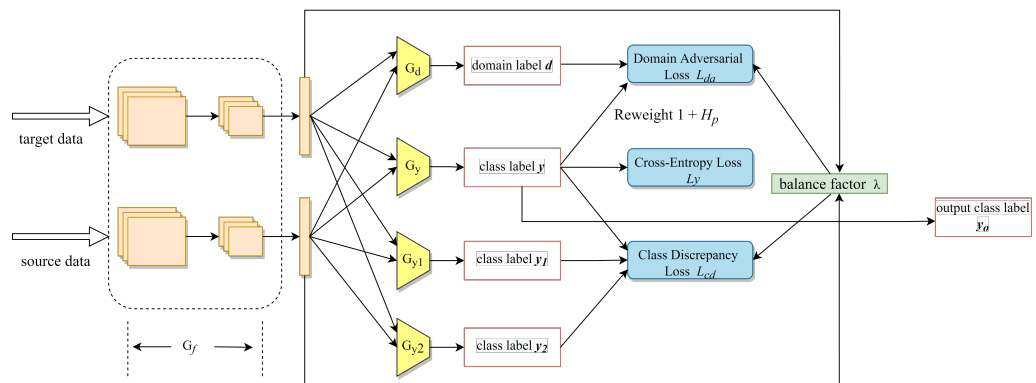 target data
source data
G_f
G_d
G_y
G_y1
G_y2
domain label d
class label y
class label y_1
class label y_2
Domain Adversarial
Loss L_da
Reweight 1 + H_p
Cross-Entropy Loss
Ly
Class Discrepancy
Loss L_cd
balance factor λ
output class label
y_o